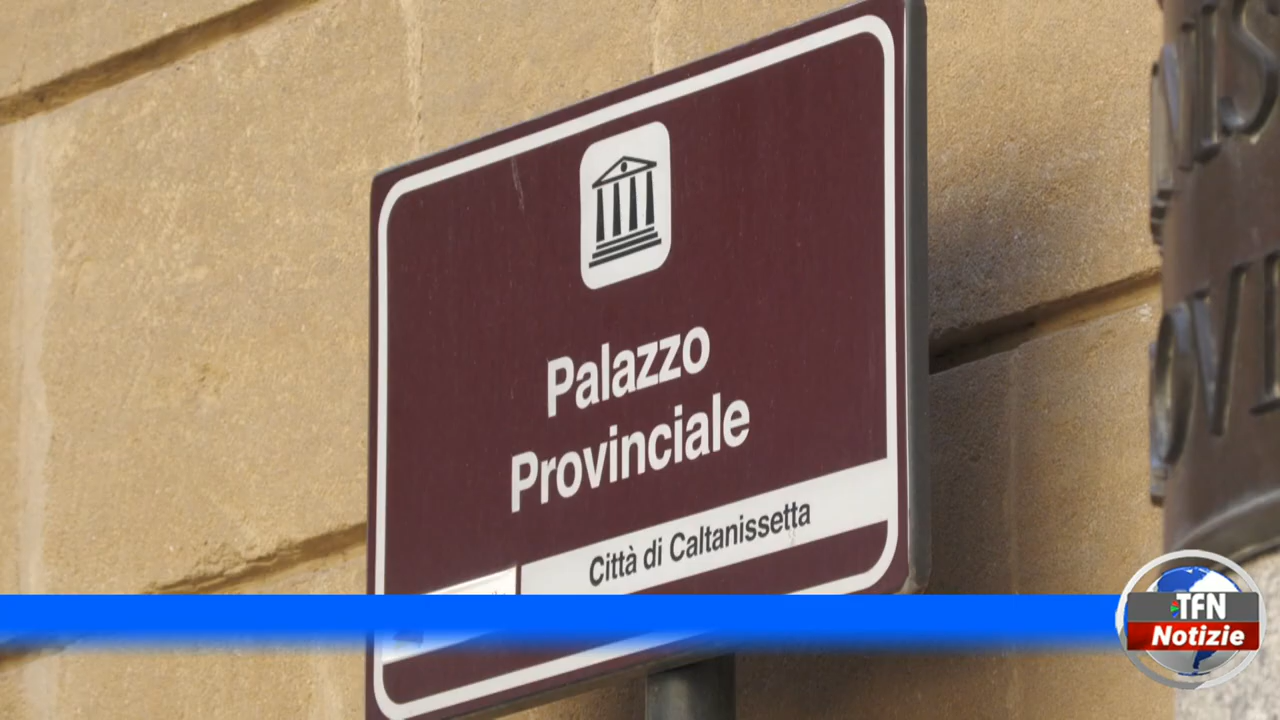 Palazzo
Provinciale
Città di Caltanissetta
TFN
Notizie